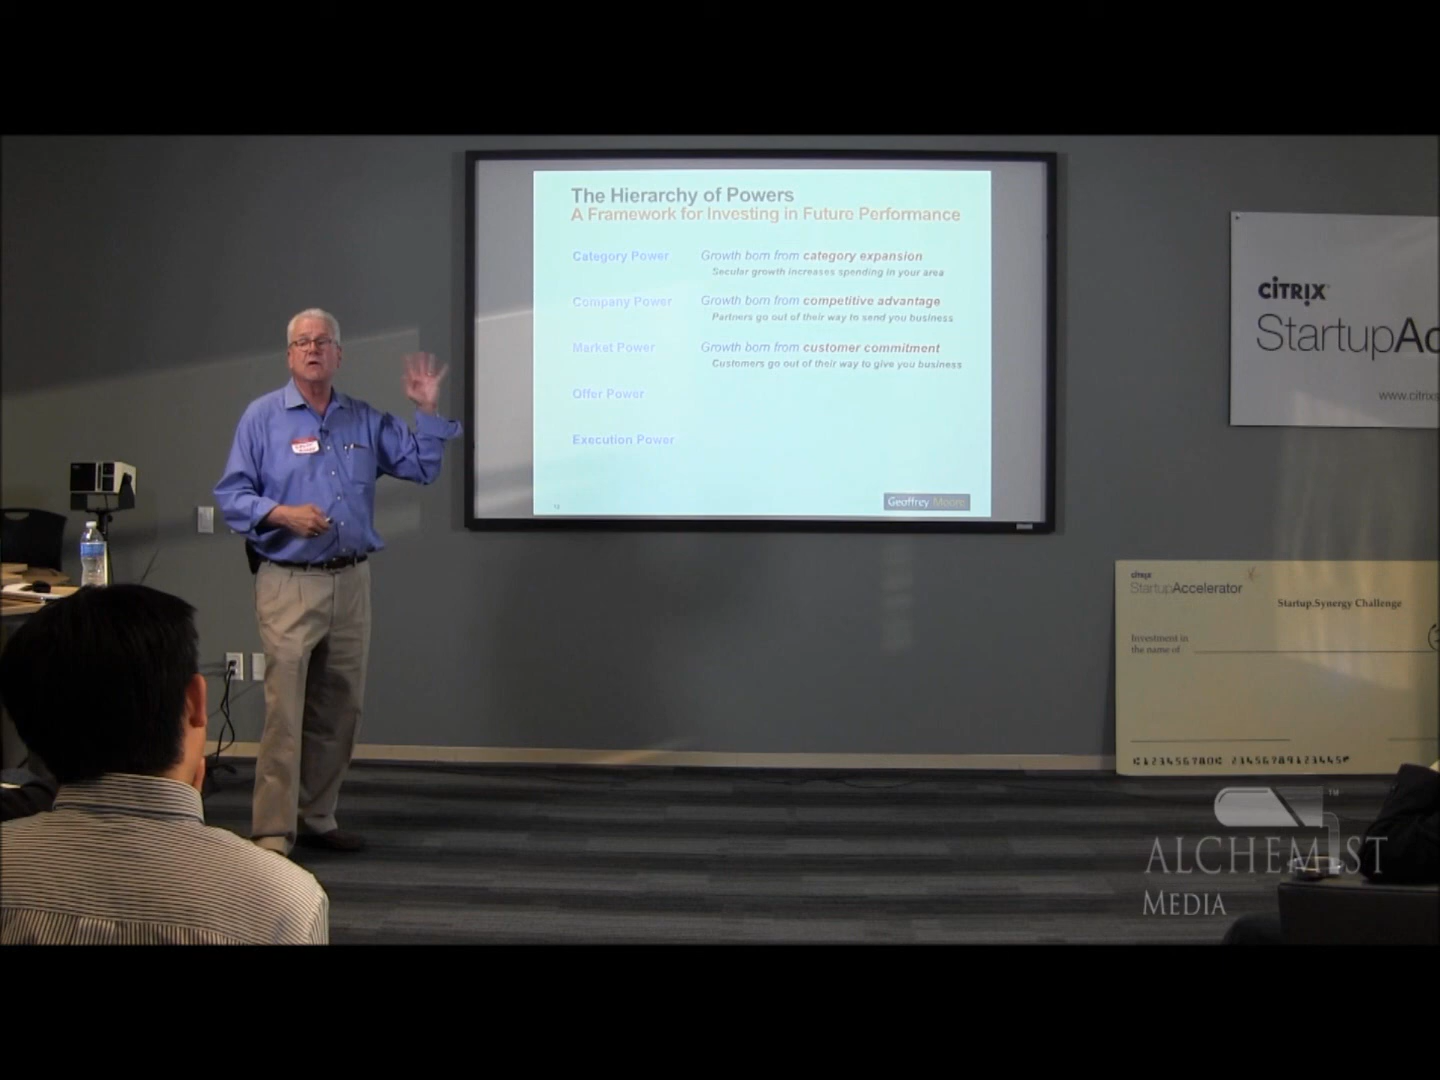 The Hierarchy of Powers
A Framework for Investing in Future Performance
Category Power
Growth born from category expansion
Secular growth increases spending in your area
Company Power
Growth born from competitive advantage
Partners go out of their way to send you business
Market Power
Growth born from customer commitment
Customers go out of their way to give you business
Offer Power
Execution Power
Geoffrey Moore
CITRIX
StartupAc
www.citrixs
citrix
StartupAccelerator
Startup.Synergy Challenge
Investment in
the name of
ALCHEMIST
MEDIA
TM